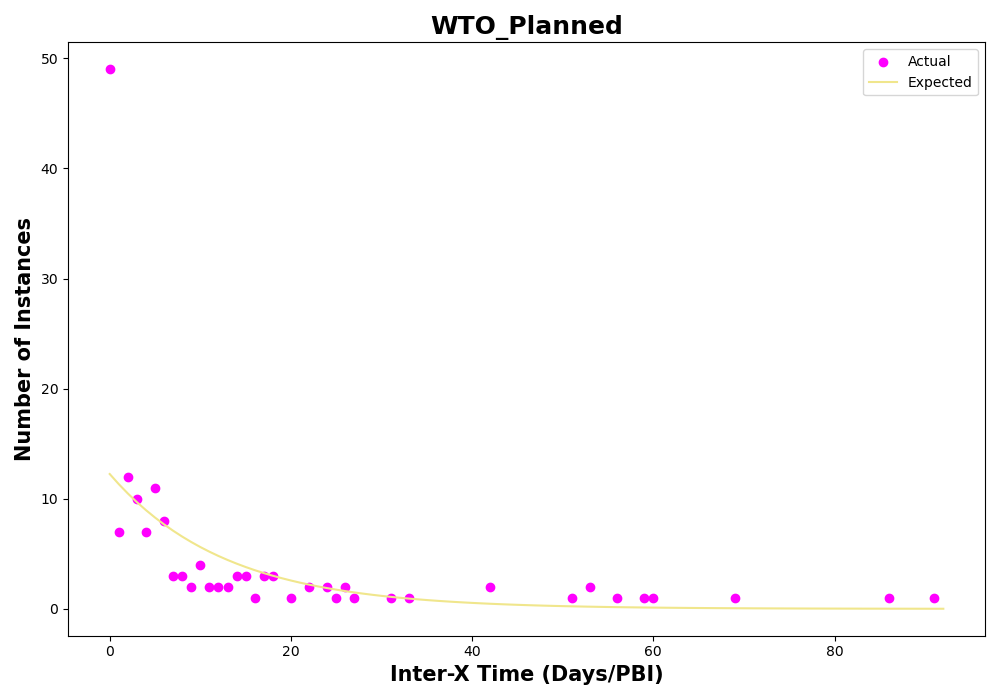 WTO_Planned
Actual
Expected
50
40
30
20
10
0
Number of Instances
0 20 40 60 80
Inter-X Time (Days/PBI)